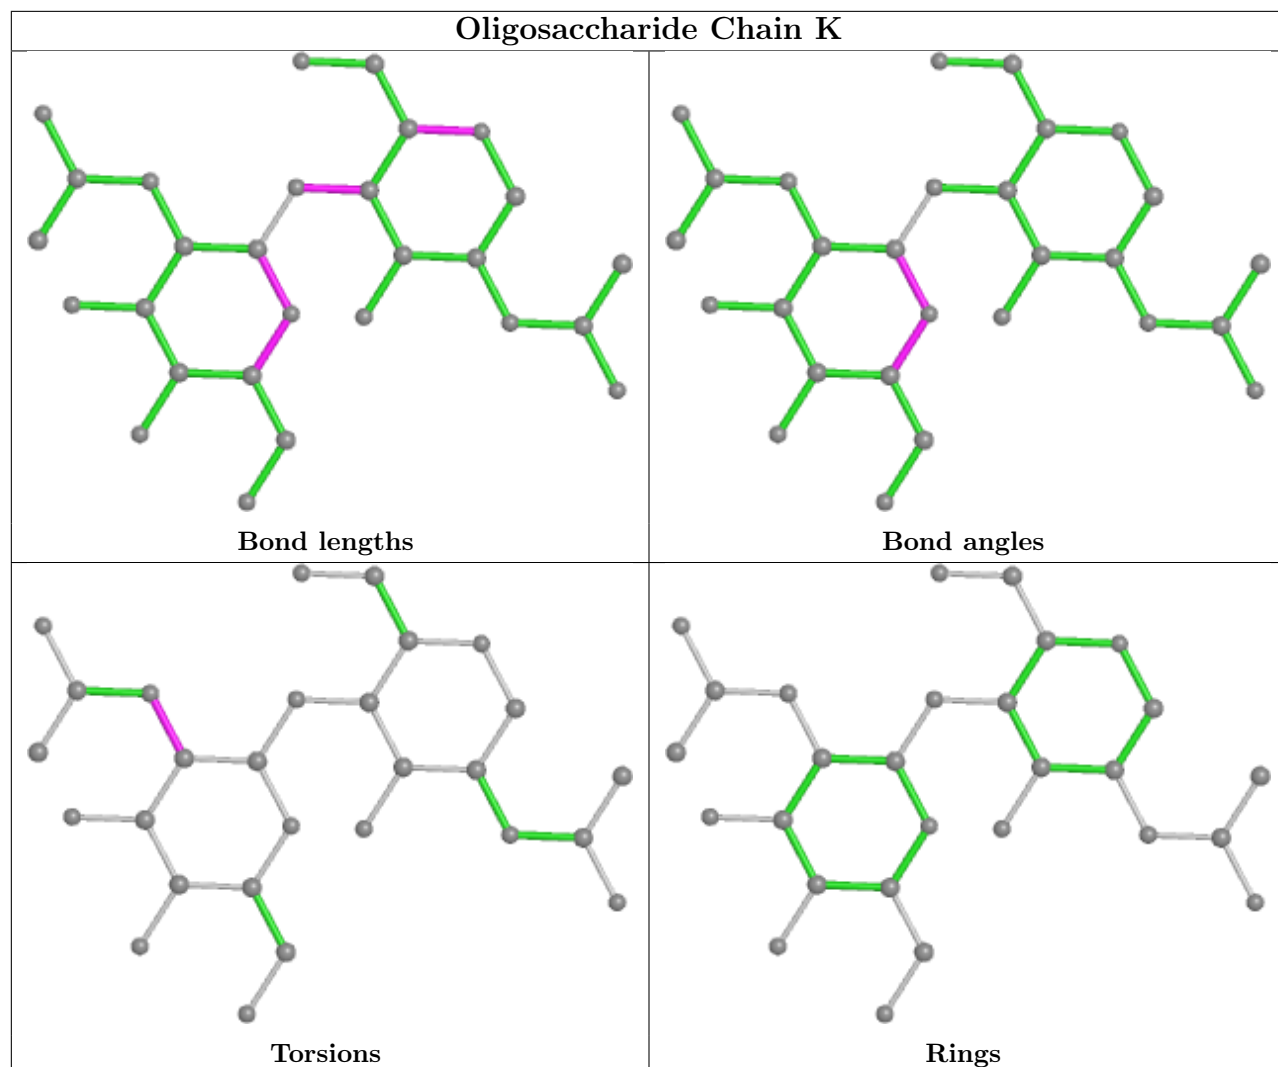 Oligosaccharide Chain K
Bond lengths
Bond angles
Torsions
Rings